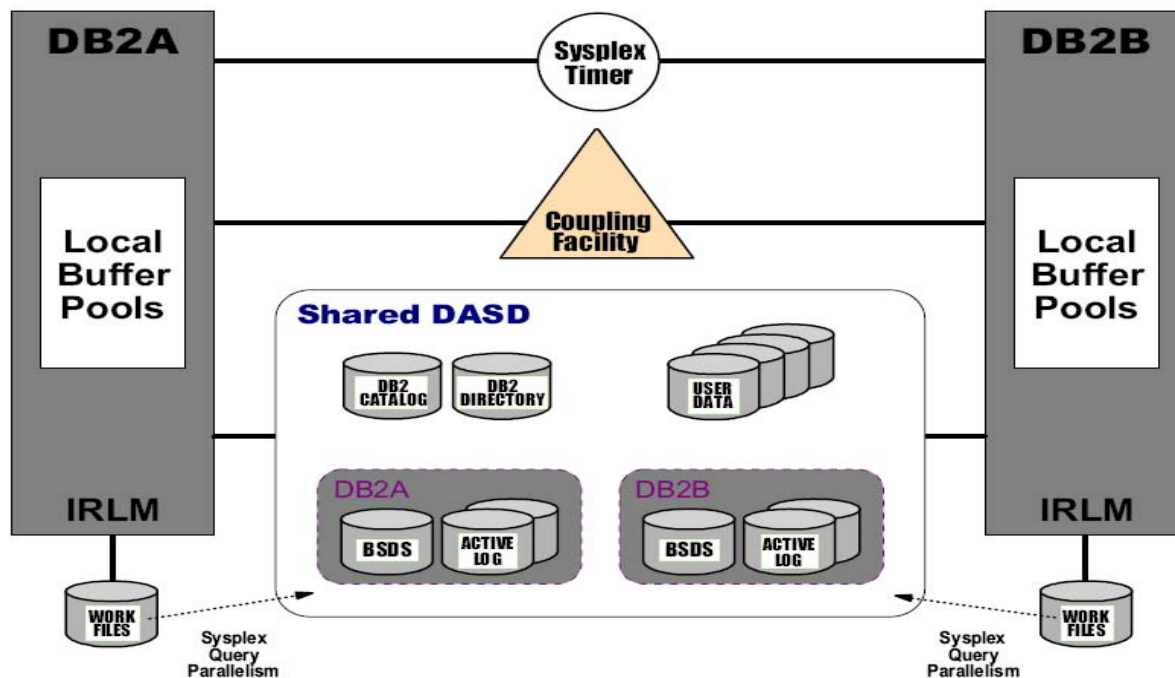 DB2A
Sysplex
Timer
DB2B
Local
Buffer
Pools
Coupling
Facility
Local
Buffer
Pools
Shared DASD
DB2
CATALOG
DB2
DIRECTORY
USER
DATA
DB2A
BSDS
ACTIVE
LOG
DB2B
BSDS
ACTIVE
LOG
IRLM
IRLM
WORK
FILES
WORK
FILES
Sysplex
Query
Parallelism
Sysplex
Query
Parallelism